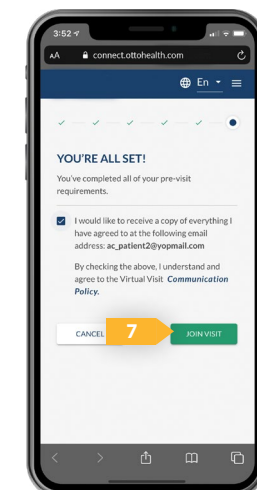 3:52
AA connect.ottohealth.com
En
YOU'RE ALL SET!
You've completed all of your pre-visit
requirements.
I would like to receive a copy of everything I
have agreed to at the following email
address: ac_patient2@yopmail.com
By checking the above, I understand and
agree to the Virtual Visit Communication
Policy.
CANCEL 7 JOIN VISIT